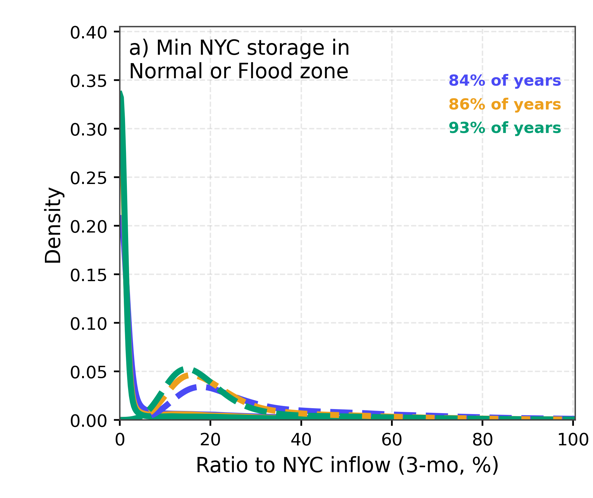 a) Min NYC storage in
Normal or Flood zone
84% of years
86% of years
93% of years
0.40
0.35
0.30
0.25
0.20
0.15
0.10
0.05
0.00
Density
0 20 40 60 80 100
Ratio to NYC inflow (3-mo, %)